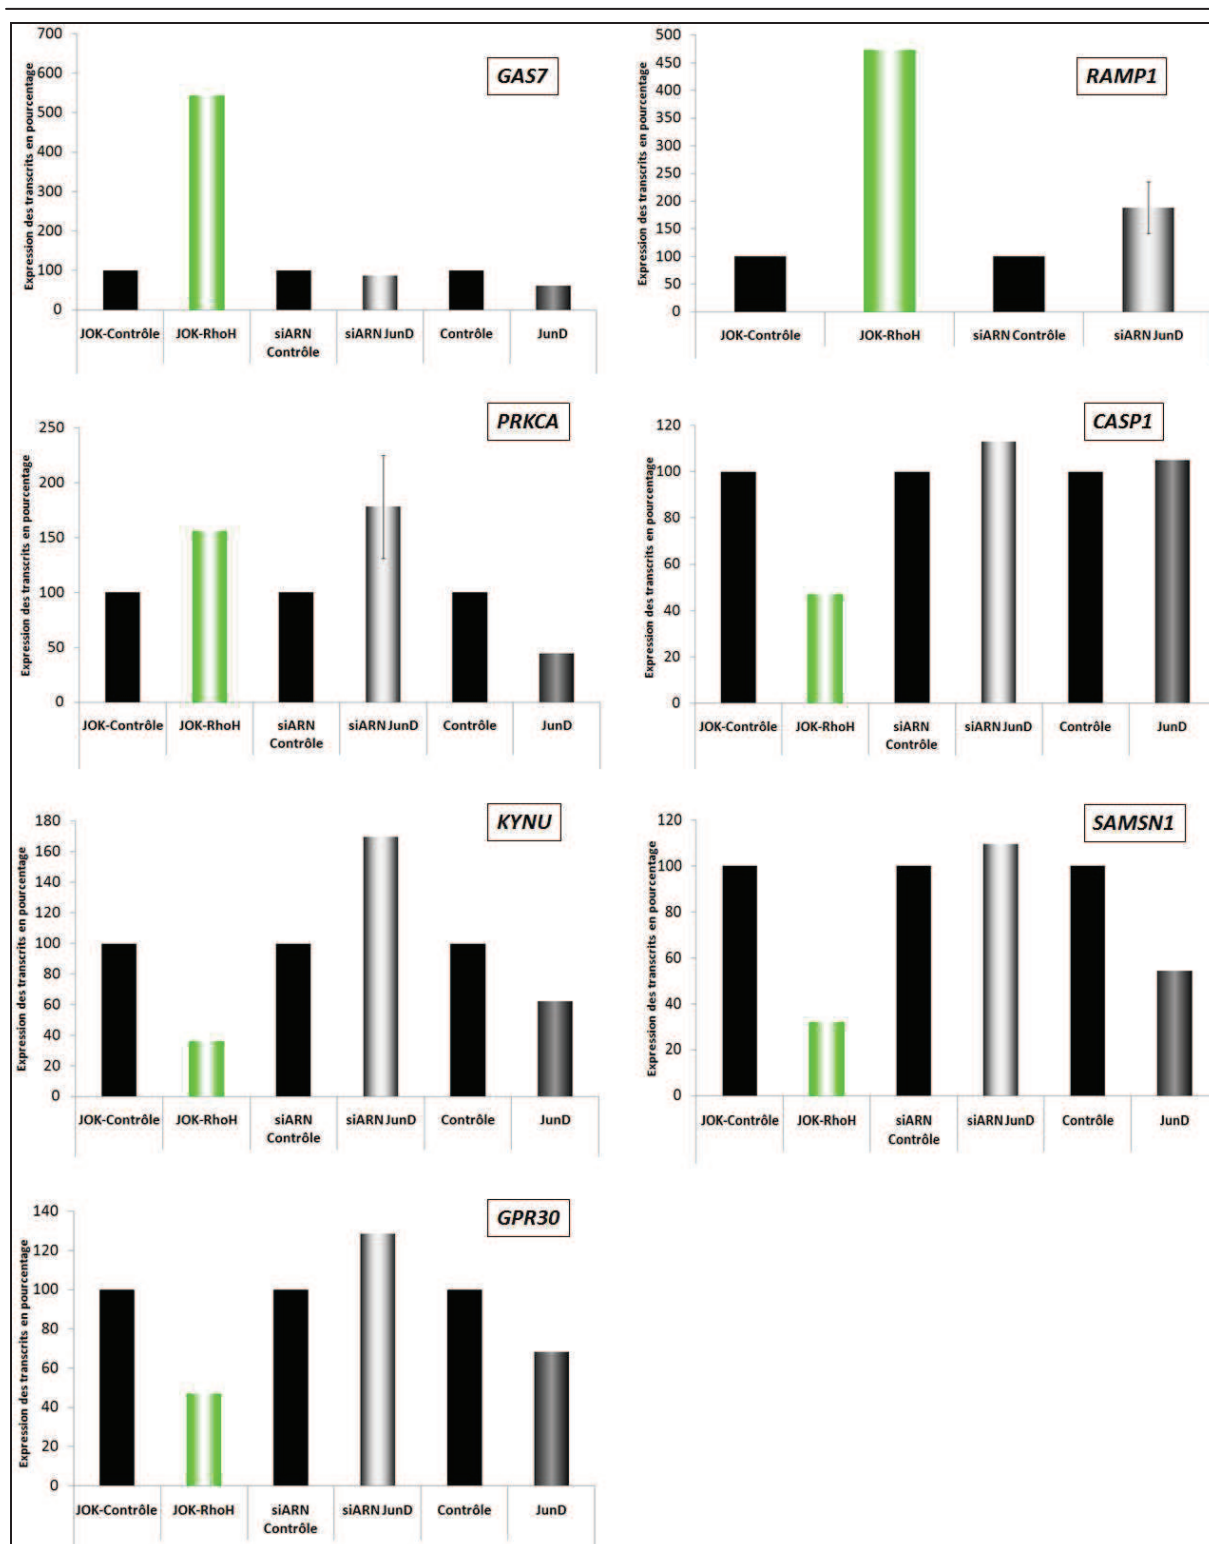 GAS7
Expression des transcrits en pourcentage
700
600
500
400
300
200
100
0
JOK-Contrôle JOK-RhoH siARN Contrôle siARN JunD Contrôle JunD
RAMP1
Expression des transcrits en pourcentage
500
450
400
350
300
250
200
150
100
50
0
JOK-Contrôle JOK-RhoH siARN Contrôle siARN JunD
PRKCA
Expression des transcrits en pourcentage
250
200
150
100
50
0
JOK-Contrôle JOK-RhoH siARN Contrôle siARN JunD Contrôle JunD
CASP1
Expression des transcrits en pourcentage
120
100
80
60
40
20
0
JOK-Contrôle JOK-RhoH siARN Contrôle siARN JunD Contrôle JunD
KYNU
Expression des transcrits en pourcentage
180
160
140
120
100
80
60
40
20
0
JOK-Contrôle JOK-RhoH siARN Contrôle siARN JunD Contrôle JunD
SAMSN1
Expression des transcrits en pourcentage
120
100
80
60
40
20
0
JOK-Contrôle JOK-RhoH siARN Contrôle siARN JunD Contrôle JunD
GPR30
Expression des transcrits en pourcentage
140
120
100
80
60
40
20
0
JOK-Contrôle JOK-RhoH siARN Contrôle siARN JunD Contrôle JunD